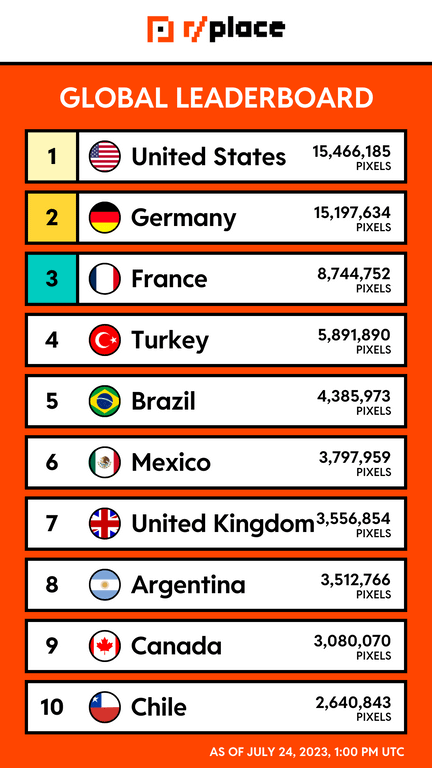 r/place
GLOBAL LEADERBOARD
1 United States 15,466,185
PIXELS
2 Germany 15,197,634
PIXELS
3 France 8,744,752
PIXELS
4 Turkey 5,891,890
PIXELS
5 Brazil 4,385,973
PIXELS
6 Mexico 3,797,959
PIXELS
7 United Kingdom 3,556,854
PIXELS
8 Argentina 3,512,766
PIXELS
9 Canada 3,080,070
PIXELS
10 Chile 2,640,843
PIXELS
AS OF JULY 24, 2023, 1:00 PM UTC